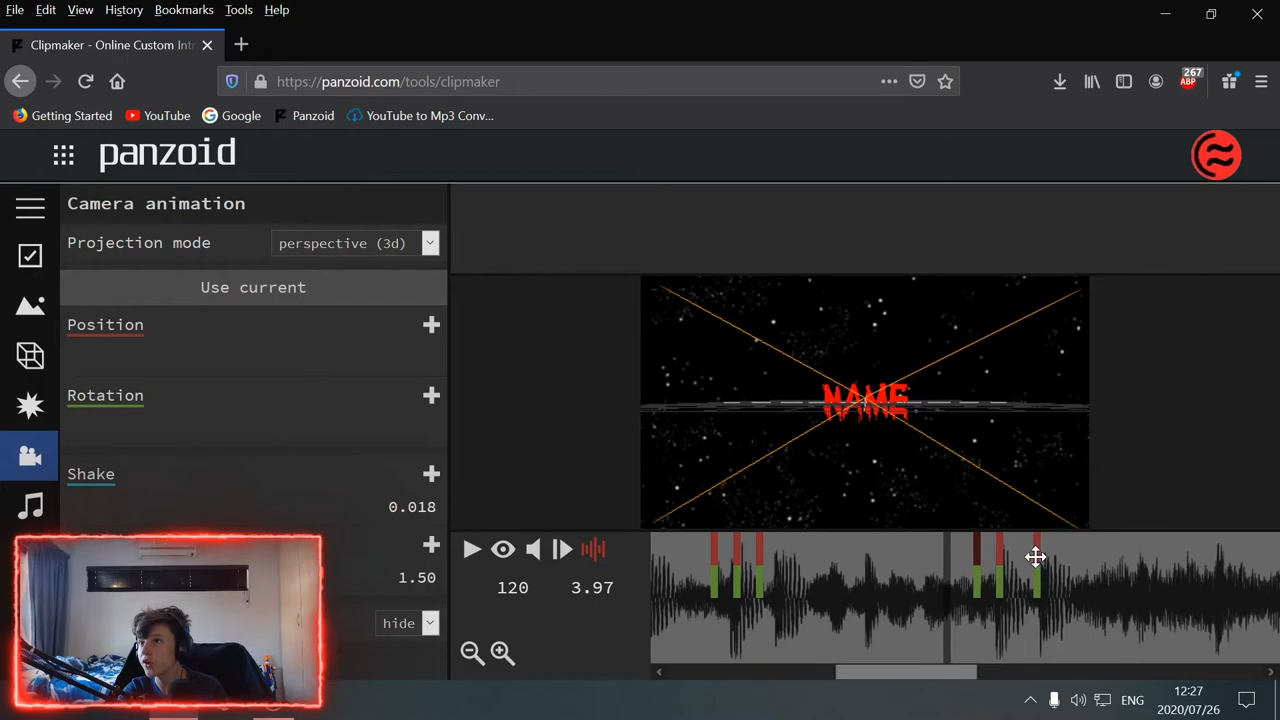 File Edit View History Bookmarks Tools Help
Clipmaker - Online Custom Intr
https://panzoid.com/tools/clipmaker
267
ABP
Getting Started YouTube Google Panzoid YouTube to Mp3 Conv...
panzoid
Camera animation
Projection mode perspective (3d)
Use current
Position
Rotation
Shake
0.018
1.50
hide
NAME
120 3.97
ENG
12:27
2020/07/26